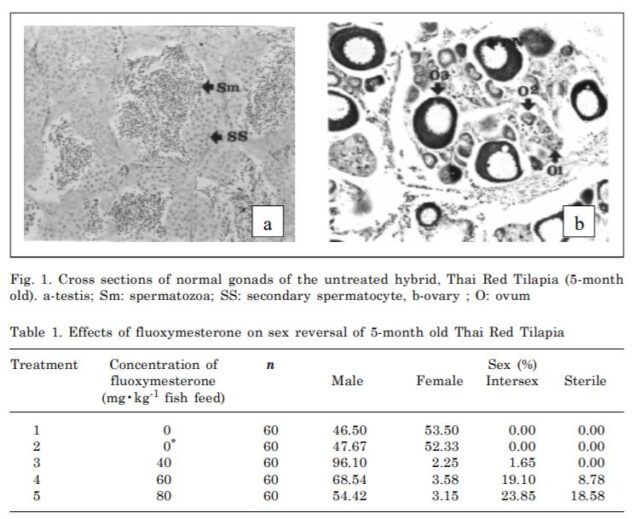 Sm
SS
a
N
O3
O2
O1
b
Fig. 1. Cross sections of normal gonads of the untreated hybrid, Thai Red Tilapia (5-month
old). a-testis; Sm: spermatozoa; SS: secondary spermatocyte, b-ovary ; O: ovum
Table 1. Effects of fluoxymesterone on sex reversal of 5-month old Thai Red Tilapia
Treatment Concentration of n Sex (%)
fluoxymesterone Male Female Intersex Sterile
(mg·kg⁻¹ fish feed)
1 0 60 46.50 53.50 0.00 0.00
2 0* 60 47.67 52.33 0.00 0.00
3 40 60 96.10 2.25 1.65 0.00
4 60 60 68.54 3.58 19.10 8.78
5 80 60 54.42 3.15 23.85 18.58